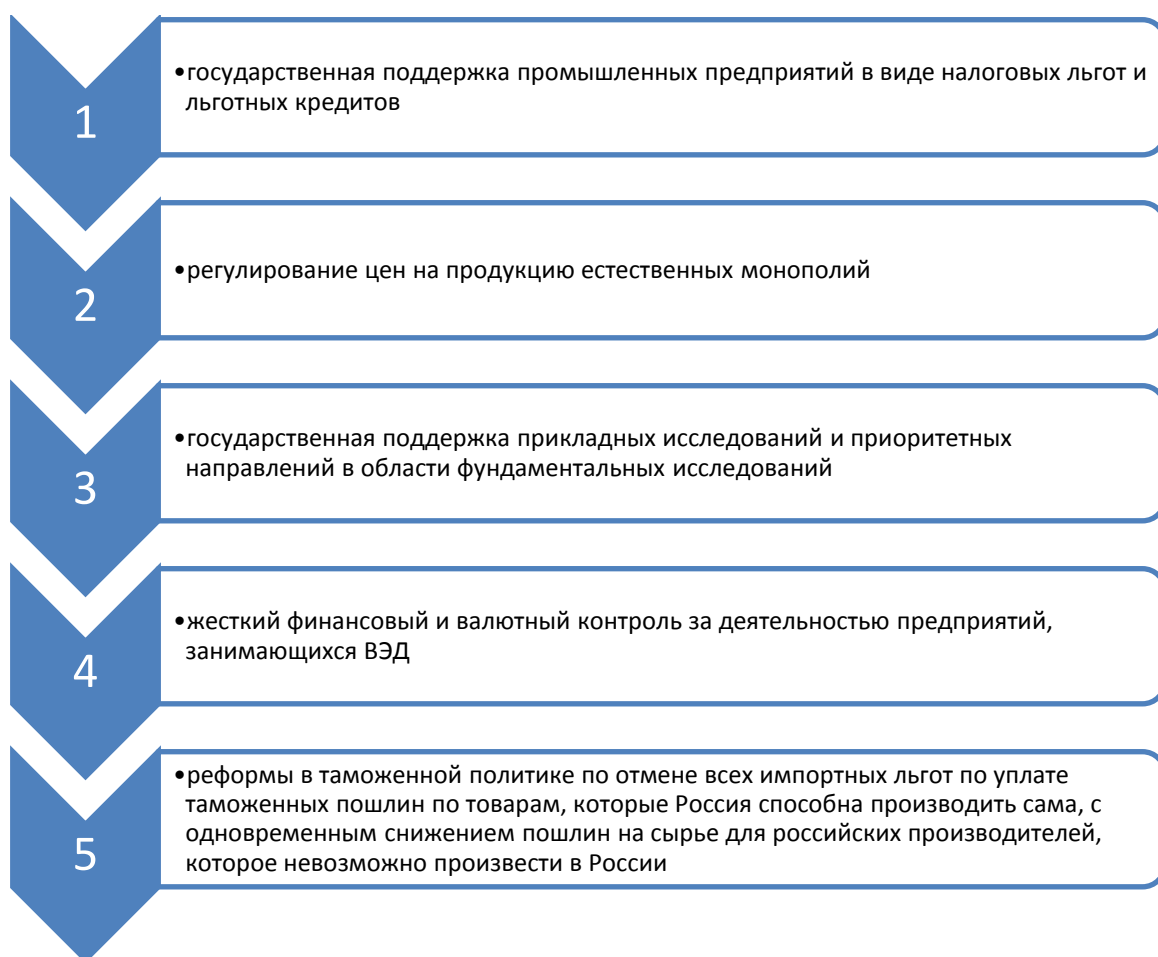 1
•государственная поддержка промышленных предприятий в виде налоговых льгот и
льготных кредитов
2
•регулирование цен на продукцию естественных монополий
3
•государственная поддержка прикладных исследований и приоритетных
направлений в области фундаментальных исследований
4
•жесткий финансовый и валютный контроль за деятельностью предприятий,
занимающихся ВЭД
5
•реформы в таможенной политике по отмене всех импортных льгот по уплате
таможенных пошлин по товарам, которые Россия способна производить сама, с
одновременным снижением пошлин на сырье для российских производителей,
которое невозможно произвести в России